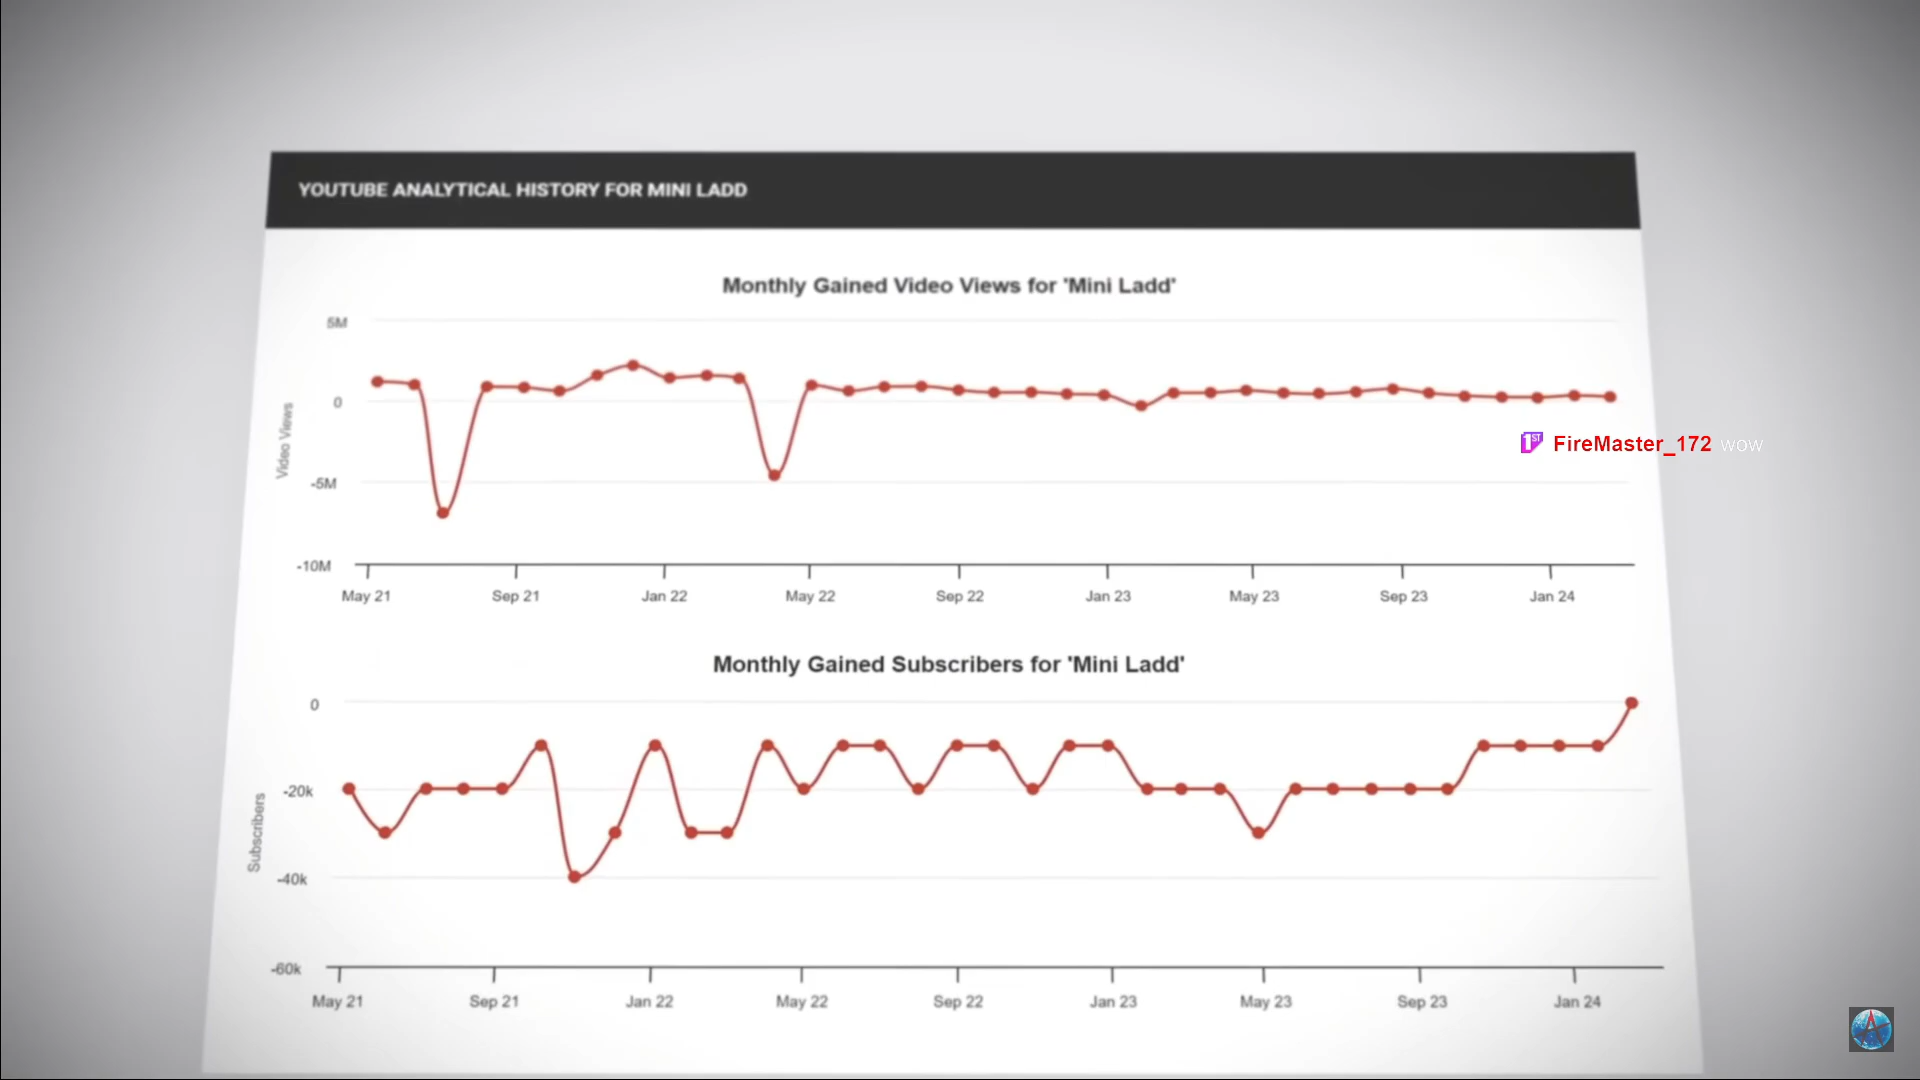 YOUTUBE ANALYTICAL HISTORY FOR MINI LADD
Monthly Gained Video Views for 'Mini Ladd'
5M
0
-5M
-10M
Video Views
May 21 Sep 21 Jan 22 May 22 Sep 22 Jan 23 May 23 Sep 23 Jan 24
1ST FireMaster_172 wow
Monthly Gained Subscribers for 'Mini Ladd'
0
-20k
-40k
-60k
Subscribers
May 21 Sep 21 Jan 22 May 22 Sep 22 Jan 23 May 23 Sep 23 Jan 24